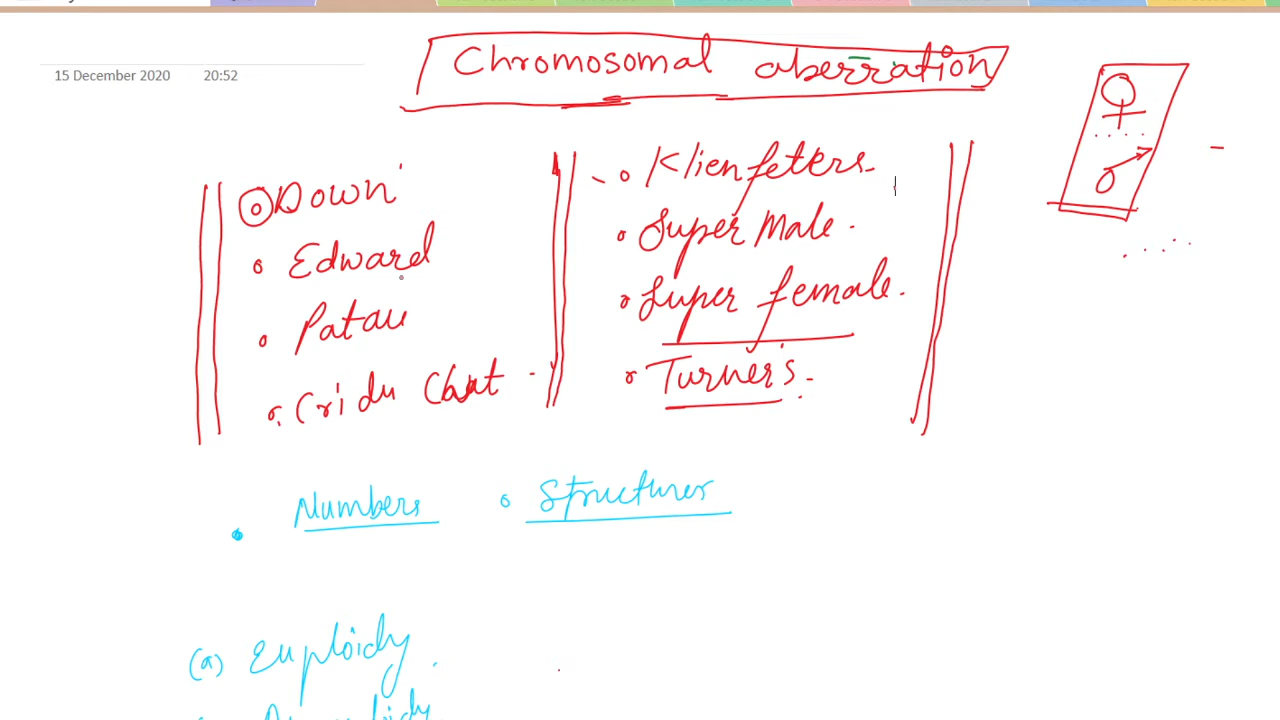 15 December 2020 20:52
Chromosomal aberration
Down
Edward
Patau
Cri du Chat
Klienfeters
Super Male
Super female
Turner's
Numbers
Structures
(a) Euploidy